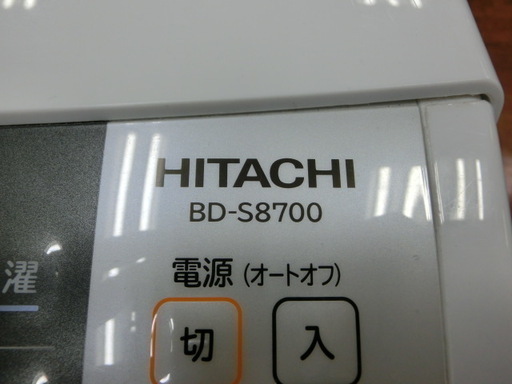 HITACHI
BD-S8700
電源 (オートオフ)
濯
切 入